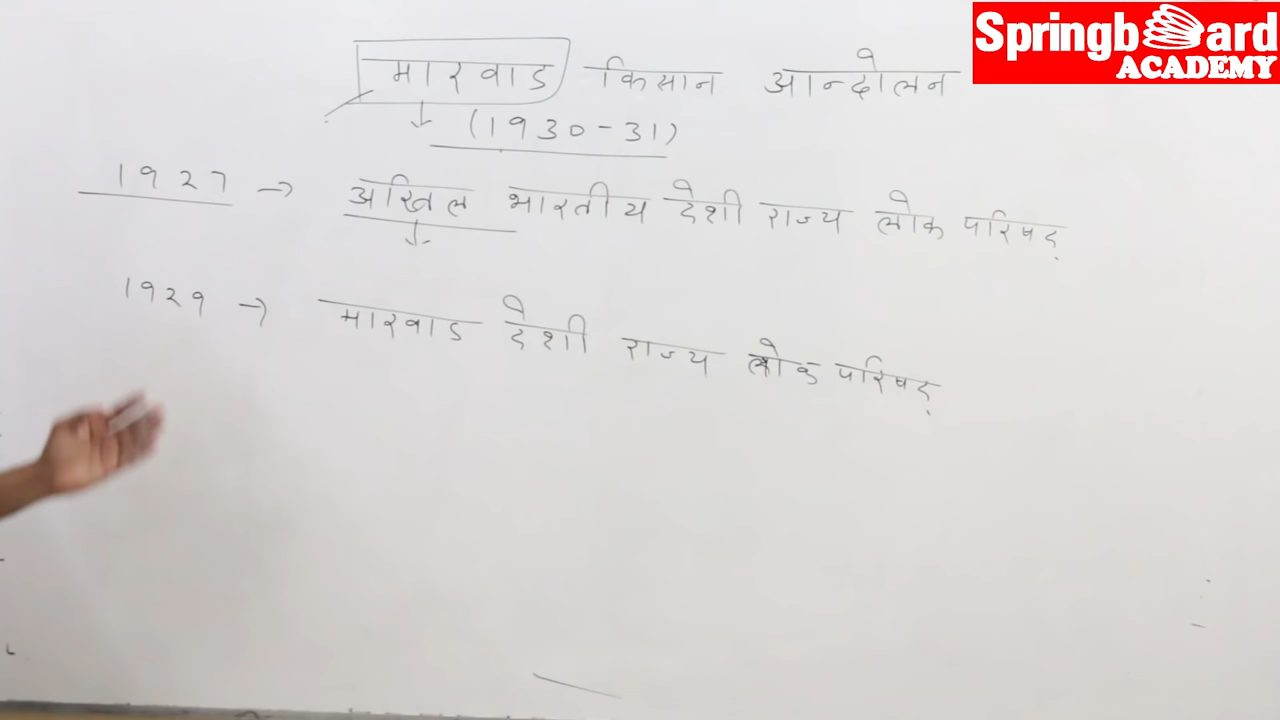 Springboard
ACADEMY
मारवाड किसान आन्दोलन
(1930-31)
1927 → अखिल भारतीय देशी राज्य लोक परिषद्
1929 → मारवाड देशी राज्य लोक परिषद्